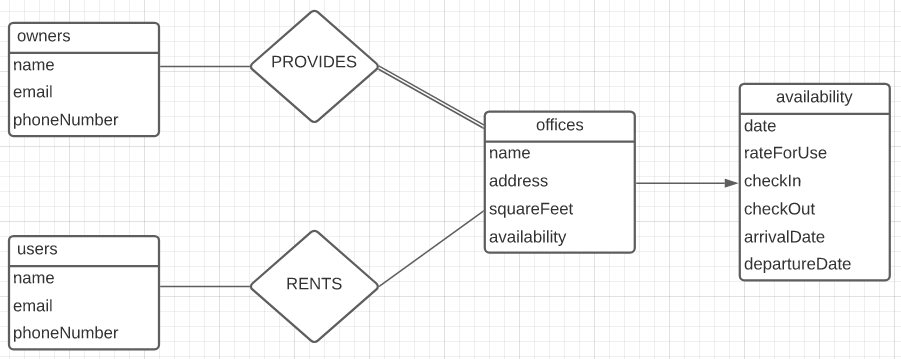 owners
name
email
phoneNumber
PROVIDES
offices
name
address
squareFeet
availability
availability
date
rateForUse
checkIn
checkOut
arrivalDate
departureDate
users
name
email
phoneNumber
RENTS